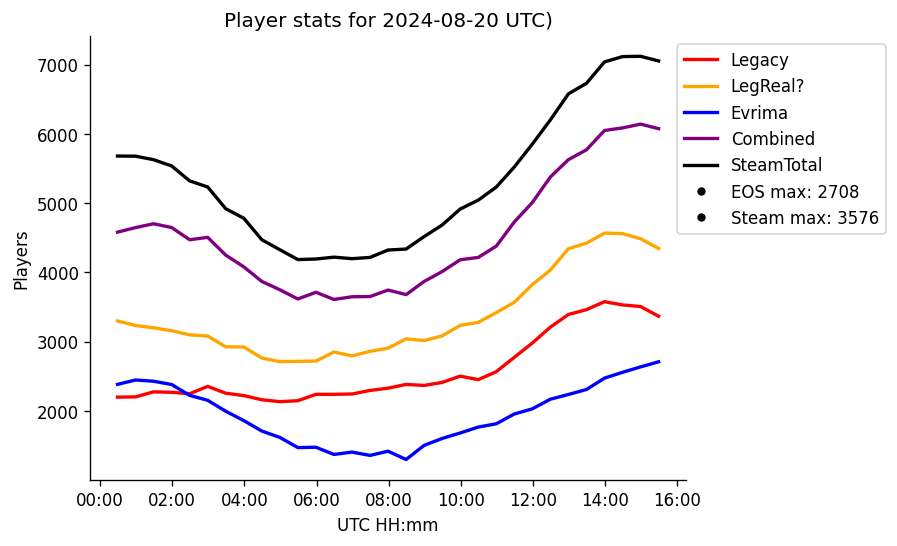 Player stats for 2024-08-20 UTC)
Players
7000
6000
5000
4000
3000
2000
00:00 02:00 04:00 06:00 08:00 10:00 12:00 14:00 16:00
UTC HH:mm
Legacy
LegReal?
Evrima
Combined
SteamTotal
EOS max: 2708
Steam max: 3576